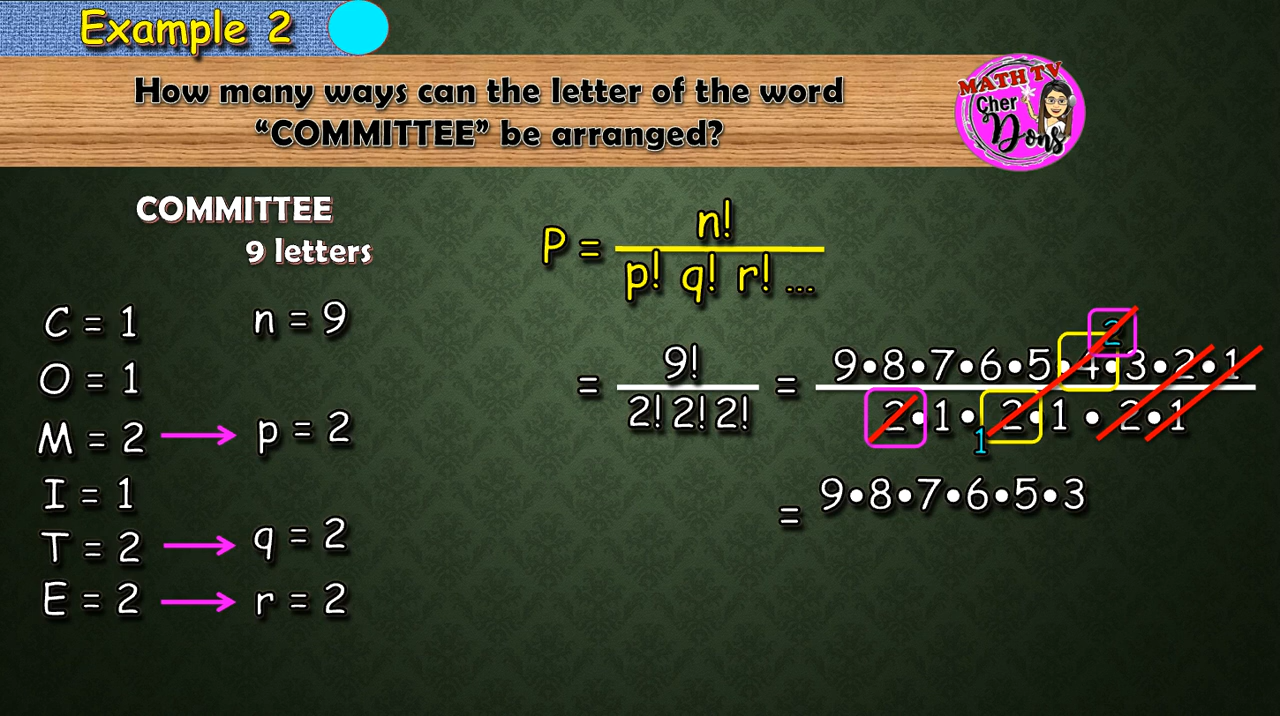 Example 2
How many ways can the letter of the word
“COMMITTEE” be arranged?
MATH TV
Cher
Dons
COMMITTEE
9 letters
C = 1
n = 9
O = 1
M = 2 → p = 2
I = 1
T = 2 → q = 2
E = 2 → r = 2
P = n!
p! q! r! ...
= 9!
2! 2! 2!
2
= 9•8•7•6•5•4•3•2•1
2•1•2•1•2•1
1
= 9•8•7•6•5•3